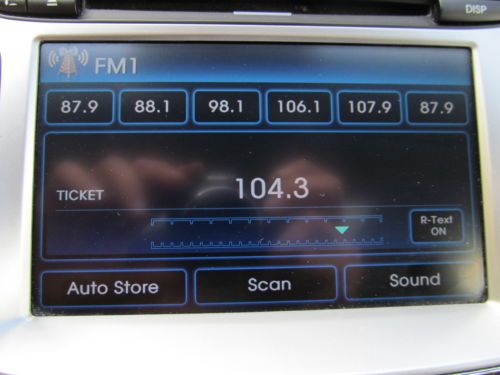 DISP
FM1
87.9 88.1 98.1 106.1 107.9 87.9
TICKET 104.3
R-Text
ON
Auto Store Scan Sound